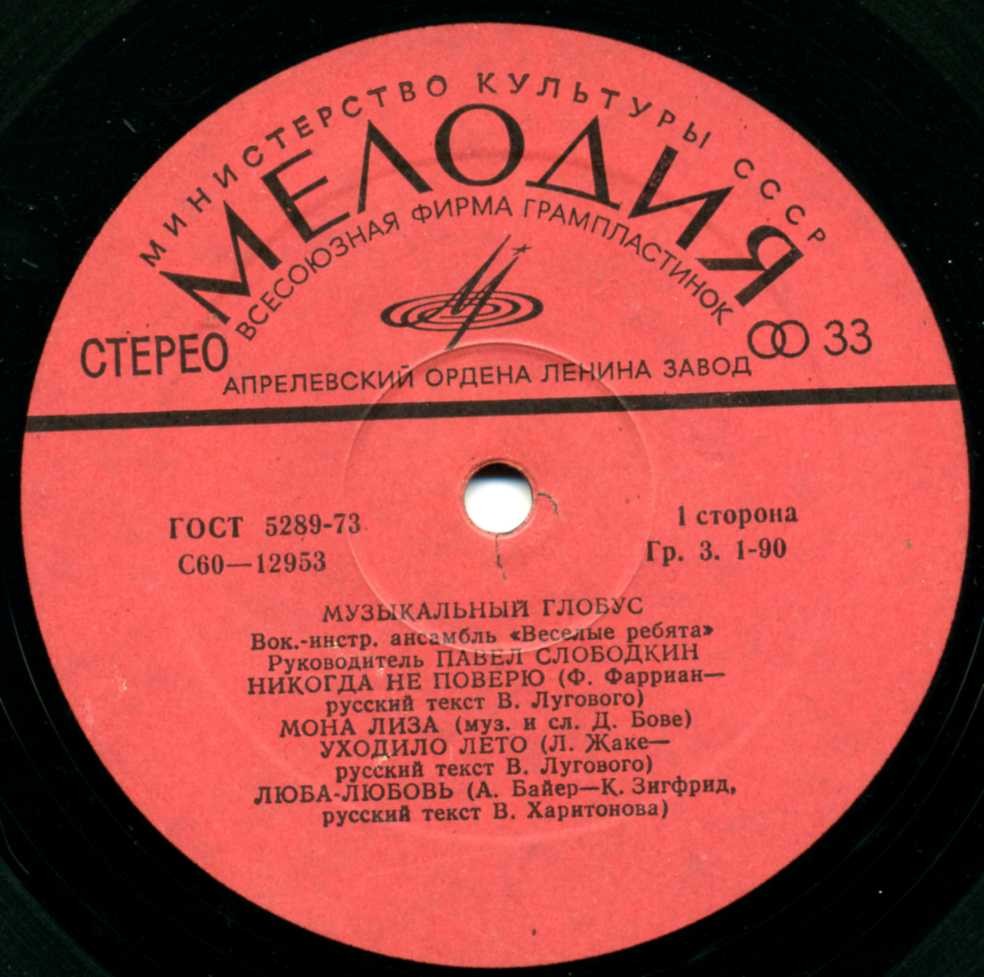 МИНИСТЕРСТВО КУЛЬТУРЫ СССР
МЕЛОДИЯ
ВСЕСОЮЗНАЯ ФИРМА ГРАМПЛАСТИНОК
СТЕРЕО
33
АПРЕЛЕВСКИЙ ОРДЕНА ЛЕНИНА ЗАВОД
ГОСТ 5289-73
1 сторона
С60—12953
Гр. 3. 1-90
МУЗЫКАЛЬНЫЙ ГЛОБУС
Вок.-инстр. ансамбль «Веселые ребята»
Руководитель ПАВЕЛ СЛОБОДКИН
НИКОГДА НЕ ПОВЕРЮ (Ф. Фарриан—
русский текст В. Лугового)
МОНА ЛИЗА (муз. и сл. Д. Бове)
УХОДИЛО ЛЕТО (Л. Жаке—
русский текст В. Лугового)
ЛЮБА-ЛЮБОВЬ (А. Байер—К. Зигфрид,
русский текст В. Харитонова)